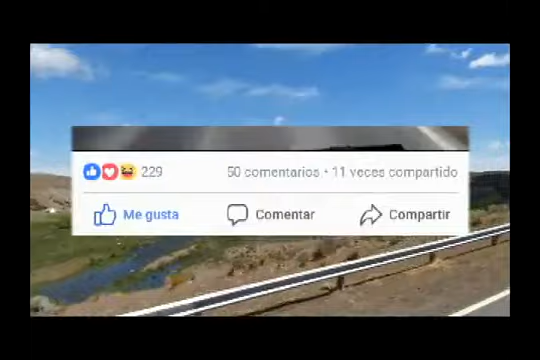 229 50 comentarios • 11 veces compartido
Me gusta Comentar Compartir